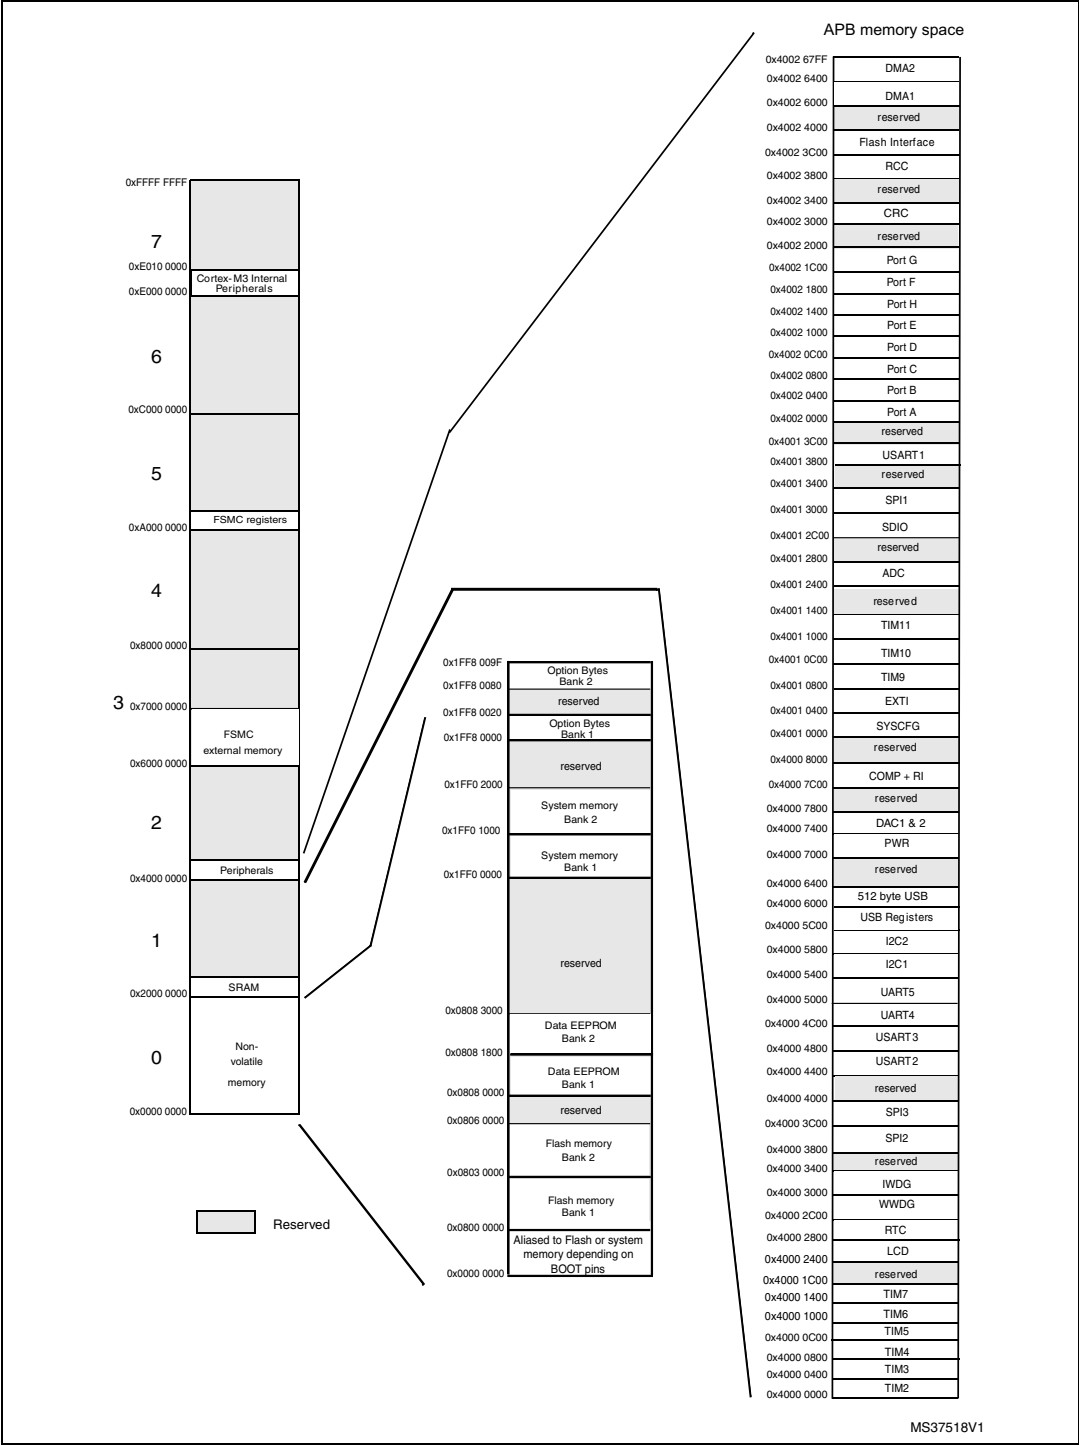 APB memory space
0xFFFF FFFF
7
0xE010 0000
Cortex-M3 Internal
Peripherals
0xE000 0000
6
0xC000 0000
5
FSMC registers
0xA000 0000
4
0x8000 0000
3
0x7000 0000
FSMC
external memory
0x6000 0000
2
Peripherals
0x4000 0000
1
SRAM
0x2000 0000
0
Non-
volatile
memory
0x0000 0000
Reserved
0x1FF8 009F
Option Bytes
Bank 2
0x1FF8 0080
reserved
0x1FF8 0020
Option Bytes
Bank 1
0x1FF8 0000
reserved
0x1FF0 2000
System memory
Bank 2
0x1FF0 1000
System memory
Bank 1
0x1FF0 0000
reserved
0x0808 3000
Data EEPROM
Bank 2
0x0808 1800
Data EEPROM
Bank 1
0x0808 0000
reserved
0x0806 0000
Flash memory
Bank 2
0x0803 0000
Flash memory
Bank 1
0x0800 0000
Aliased to Flash or system
memory depending on
BOOT pins
0x0000 0000
0x4002 67FF
DMA2
0x4002 6400
DMA1
0x4002 6000
reserved
0x4002 4000
Flash Interface
0x4002 3C00
RCC
0x4002 3800
reserved
0x4002 3400
CRC
0x4002 3000
reserved
0x4002 2000
Port G
0x4002 1C00
Port F
0x4002 1800
Port H
0x4002 1400
Port E
0x4002 1000
Port D
0x4002 0C00
Port C
0x4002 0800
Port B
0x4002 0400
Port A
0x4002 0000
reserved
0x4001 3C00
USART1
0x4001 3800
reserved
0x4001 3400
SPI1
0x4001 3000
SDIO
0x4001 2C00
reserved
0x4001 2800
ADC
0x4001 2400
reserved
0x4001 1400
TIM11
0x4001 1000
TIM10
0x4001 0C00
TIM9
0x4001 0800
EXTI
0x4001 0400
SYSCFG
0x4001 0000
reserved
0x4000 8000
COMP + RI
0x4000 7C00
reserved
0x4000 7800
DAC1 & 2
0x4000 7400
PWR
0x4000 7000
reserved
0x4000 6400
512 byte USB
0x4000 6000
USB Registers
0x4000 5C00
I2C2
0x4000 5800
I2C1
0x4000 5400
UART5
0x4000 5000
UART4
0x4000 4C00
USART3
0x4000 4800
USART2
0x4000 4400
reserved
0x4000 4000
SPI3
0x4000 3C00
SPI2
0x4000 3800
reserved
0x4000 3400
IWDG
0x4000 3000
WWDG
0x4000 2C00
RTC
0x4000 2800
LCD
0x4000 2400
reserved
0x4000 1C00
TIM7
0x4000 1400
TIM6
0x4000 1000
TIM5
0x4000 0C00
TIM4
0x4000 0800
TIM3
0x4000 0400
TIM2
0x4000 0000
MS37518V1